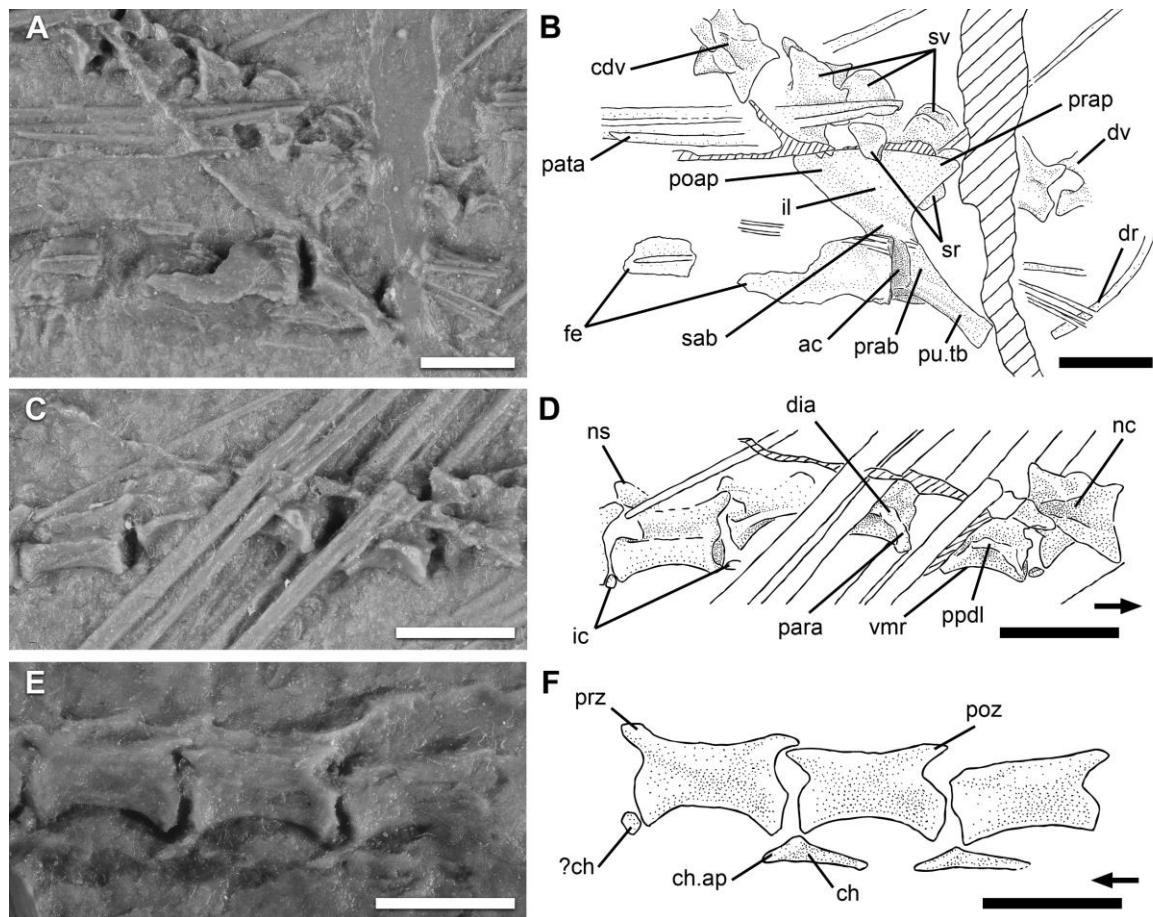 A
B
cdv
sv
prap
dv
pata
poap
il
sr
dr
fe
sab
ac
prab
pu.tb
C
D
ns
dia
nc
ic
para
vmr
ppdl
E
F
prz
poz
?ch
ch.ap
ch